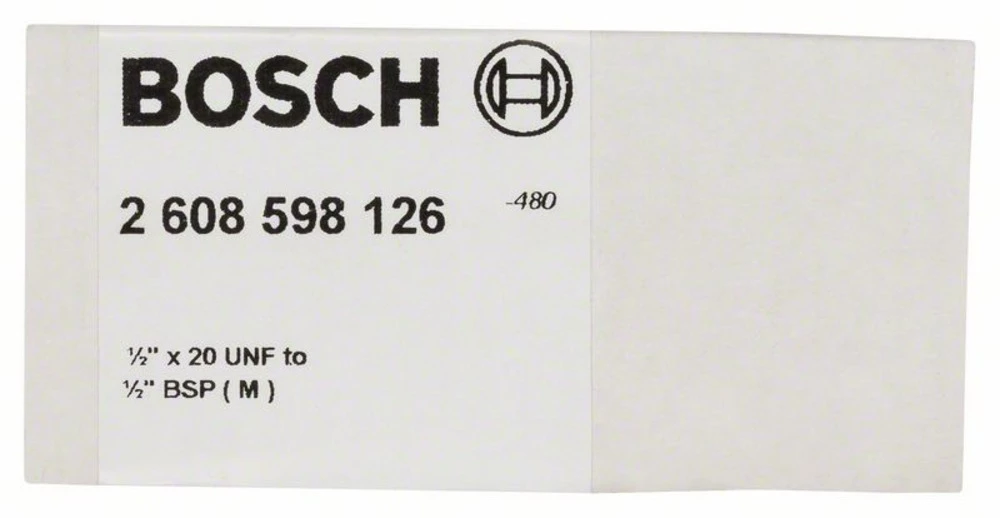 BOSCH
2 608 598 126 -480
½" x 20 UNF to
½" BSP ( M )